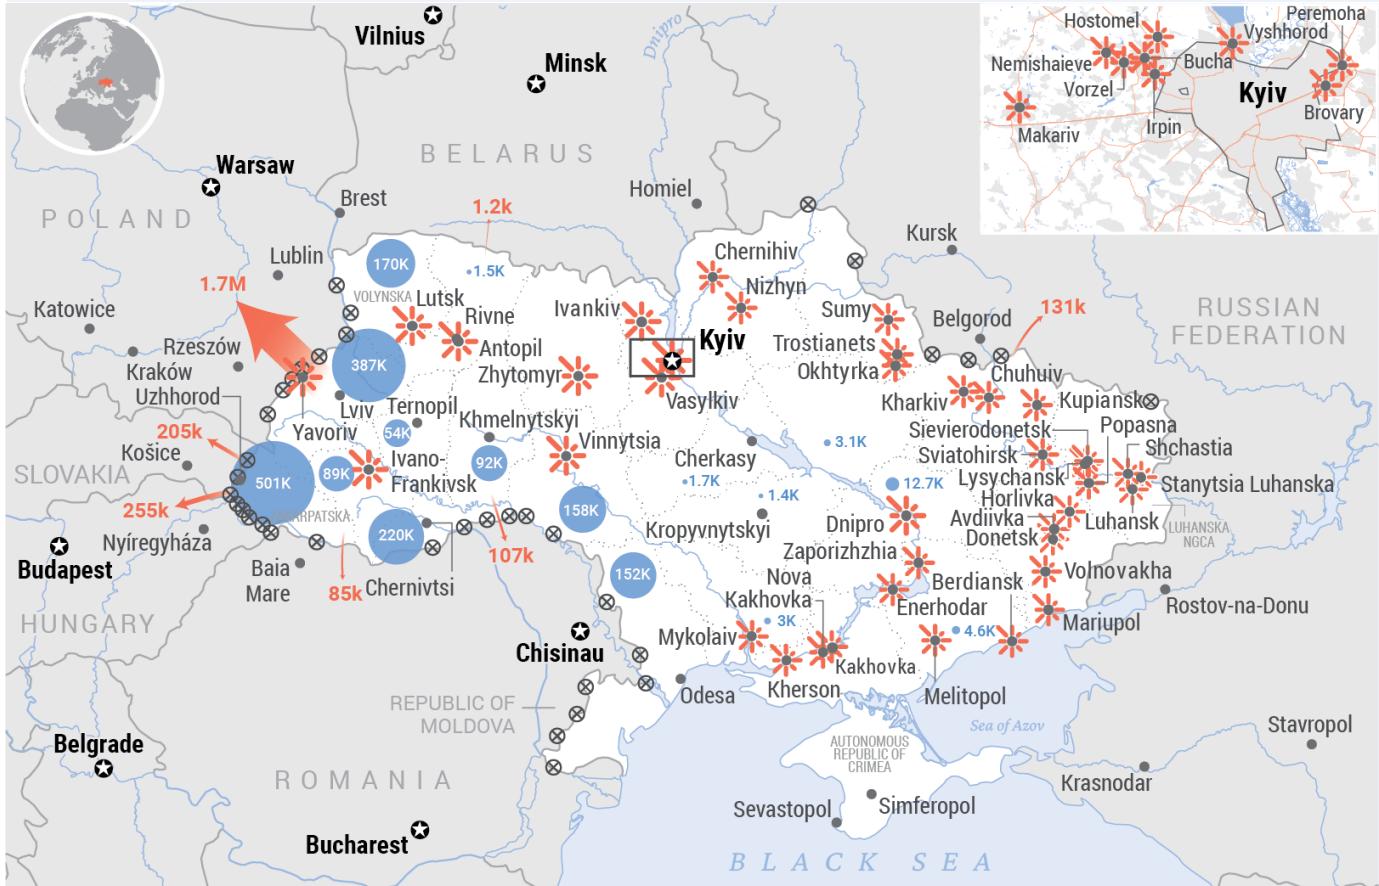 Vilnius
Minsk
Dnipro
Hostomel
Peremoha
Vyshhorod
Nemishaieve
Bucha
Vorzel
Kyiv
Brovary
Makariv
Irpin
BELARUS
Warsaw
POLAND
Brest
Homiel
1.2k
Kursk
Lublin
170K
1.5K
Chernihiv
1.7M
VOLYNSKA
Lutsk
Nizhyn
Katowice
Rivne
Ivankiv
Sumy
Belgorod
131k
RUSSIAN
FEDERATION
Rzeszów
Kyiv
Trostianets
Antopil
Kraków
387K
Zhytomyr
Okhtyrka
Chuhuiv
Uzhhorod
Lviv
Ternopil
Vasylkiv
Kharkiv
Kupiansk
Khmelnytskyi
205k
Yavoriv
54K
Vinnytsia
3.1K
Sievierodonetsk
Popasna
Košice
Ivano-
Frankivsk
Cherkasy
Sviatohirsk
Shchastia
SLOVAKIA
501K
89K
92K
1.7K
12.7K
Lysychansk
Stanytsia Luhanska
255k
1.4K
Horlivka
158K
Kropyvnytskyi
Dnipro
Avdiivka
Luhansk
LUHANSKA
NGCA
Nyíregyháza
220K
107k
Donetsk
Budapest
Zaporizhzhia
Baia
Mare
85k
Chernivtsi
152K
Nova
Kakhovka
Berdiansk
Volnovakha
Enerhodar
Rostov-na-Donu
HUNGARY
3K
4.6K
Mariupol
Chisinau
Mykolaiv
Kakhovka
Kherson
Melitopol
Odesa
REPUBLIC OF
MOLDOVA
Sea of Azov
Stavropol
Belgrade
AUTONOMOUS
REPUBLIC OF
CRIMEA
ROMANIA
Krasnodar
Simferopol
Sevastopol
Bucharest
BLACK SEA